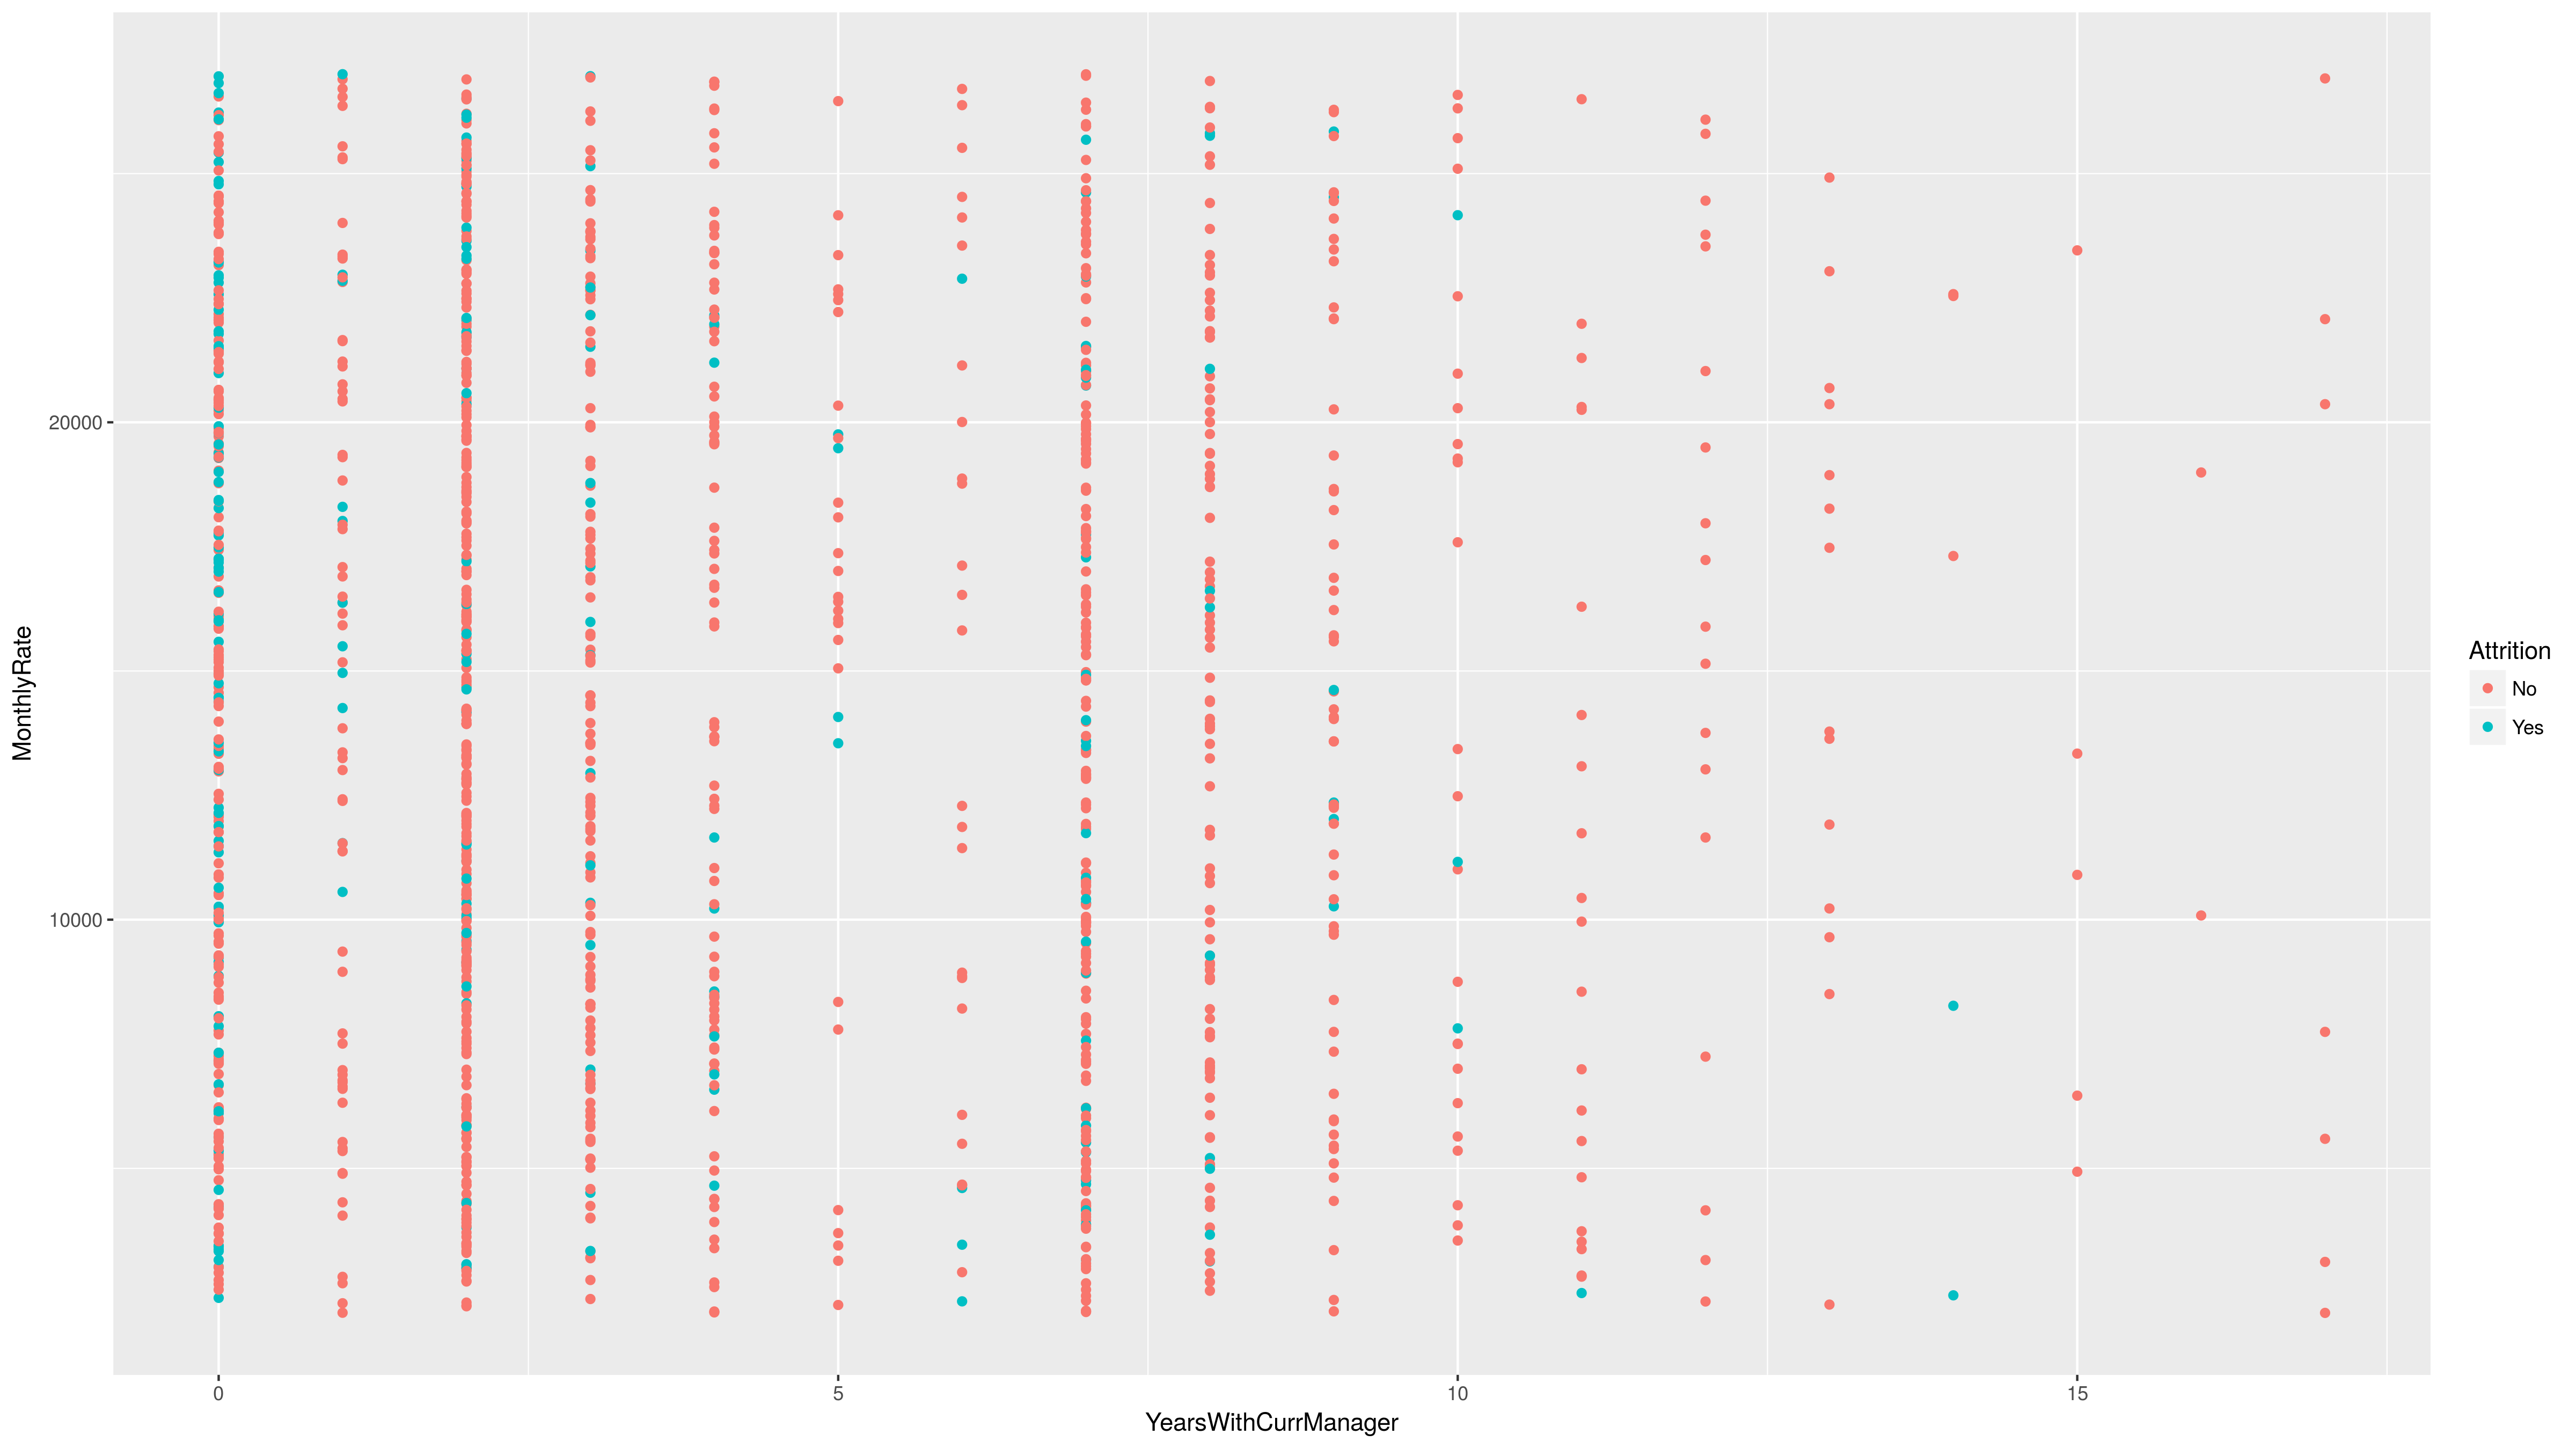 MonthlyRate
20000
10000
0
5
10
15
YearsWithCurrManager
Attrition
No
Yes